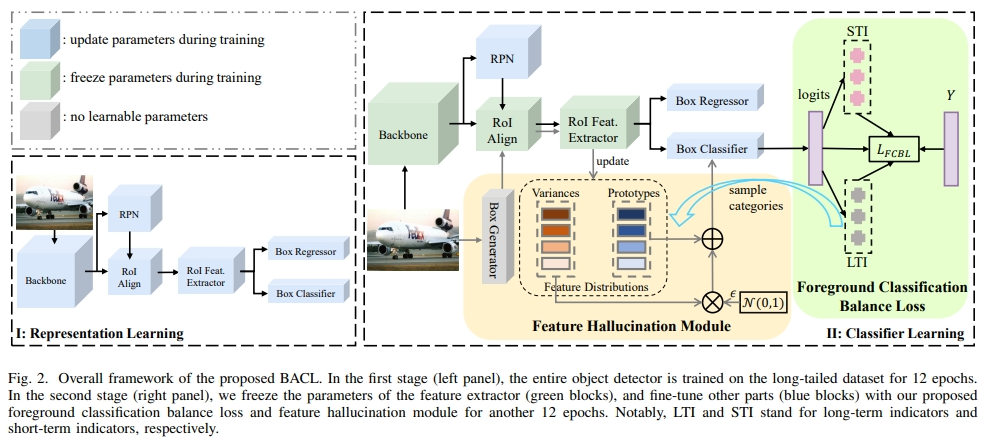 : update parameters during training
: freeze parameters during training
: no learnable parameters
RPN
Backbone
RoI
Align
RoI Feat.
Extractor
Box Regressor
Box Classifier
I: Representation Learning
RPN
Backbone
RoI
Align
RoI Feat.
Extractor
Box Regressor
Box Classifier
update
Box Generator
Variances
Prototypes
Feature Distributions
sample
categories
ϵ
N(0,1)
Feature Hallucination Module
STI
logits
Y
L_FCBL
LTI
Foreground Classification
Balance Loss
II: Classifier Learning
FedEx
Fig. 2. Overall framework of the proposed BACL. In the first stage (left panel), the entire object detector is trained on the long-tailed dataset for 12 epochs.
In the second stage (right panel), we freeze the parameters of the feature extractor (green blocks), and fine-tune other parts (blue blocks) with our proposed
foreground classification balance loss and feature hallucination module for another 12 epochs. Notably, LTI and STI stand for long-term indicators and
short-term indicators, respectively.